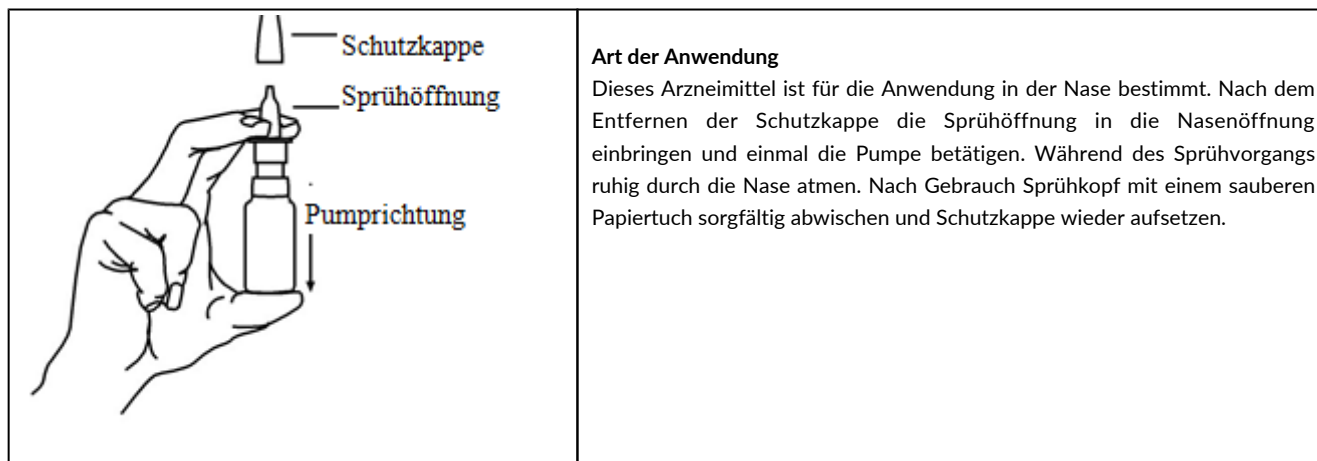 Schutzkappe
Sprühöffnung
Pumprichtung
Art der Anwendung
Dieses Arzneimittel ist für die Anwendung in der Nase bestimmt. Nach dem
Entfernen der Schutzkappe die Sprühöffnung in die Nasenöffnung
einbringen und einmal die Pumpe betätigen. Während des Sprühvorgangs
ruhig durch die Nase atmen. Nach Gebrauch Sprühkopf mit einem sauberen
Papiertuch sorgfältig abwischen und Schutzkappe wieder aufsetzen.